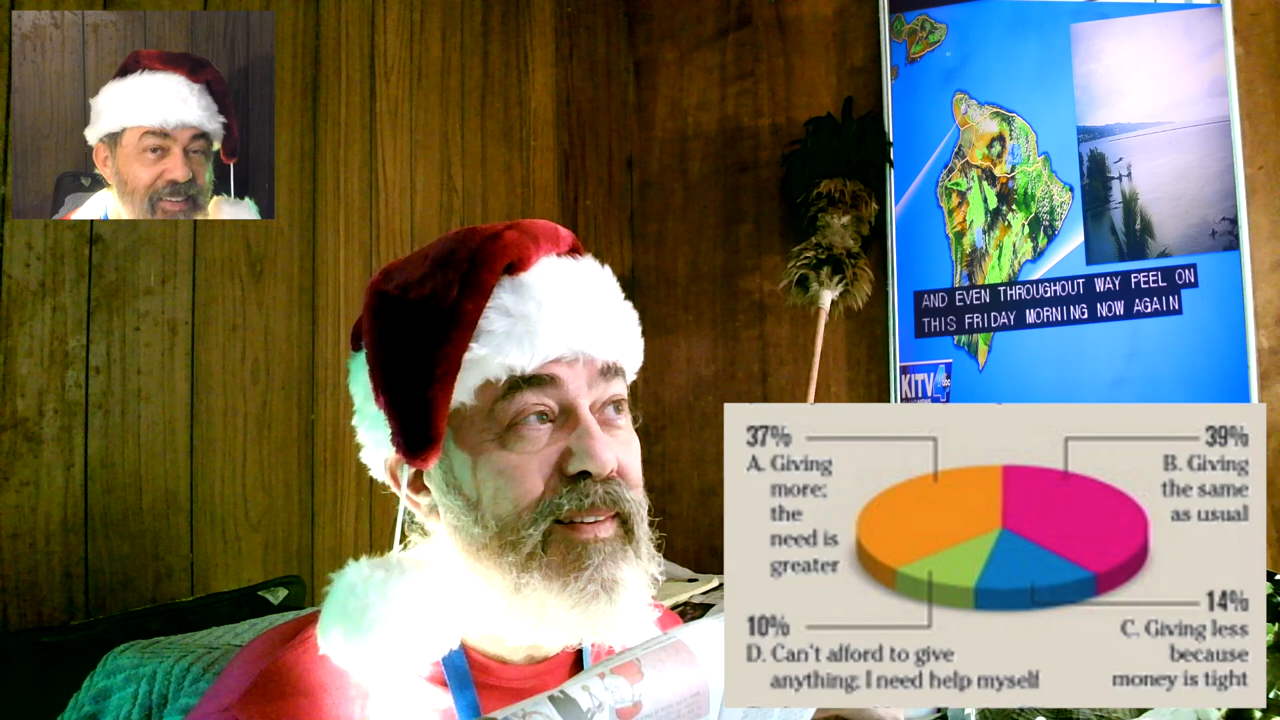 AND EVEN THROUGHOUT WAY PEEL ON
THIS FRIDAY MORNING NOW AGAIN
KITV4
abc
37%
A. Giving
more;
the
need is
greater
39%
B. Giving
the same
as usual
10%
D. Can't afford to give
anything; I need help myself
14%
C. Giving less
because
money is tight